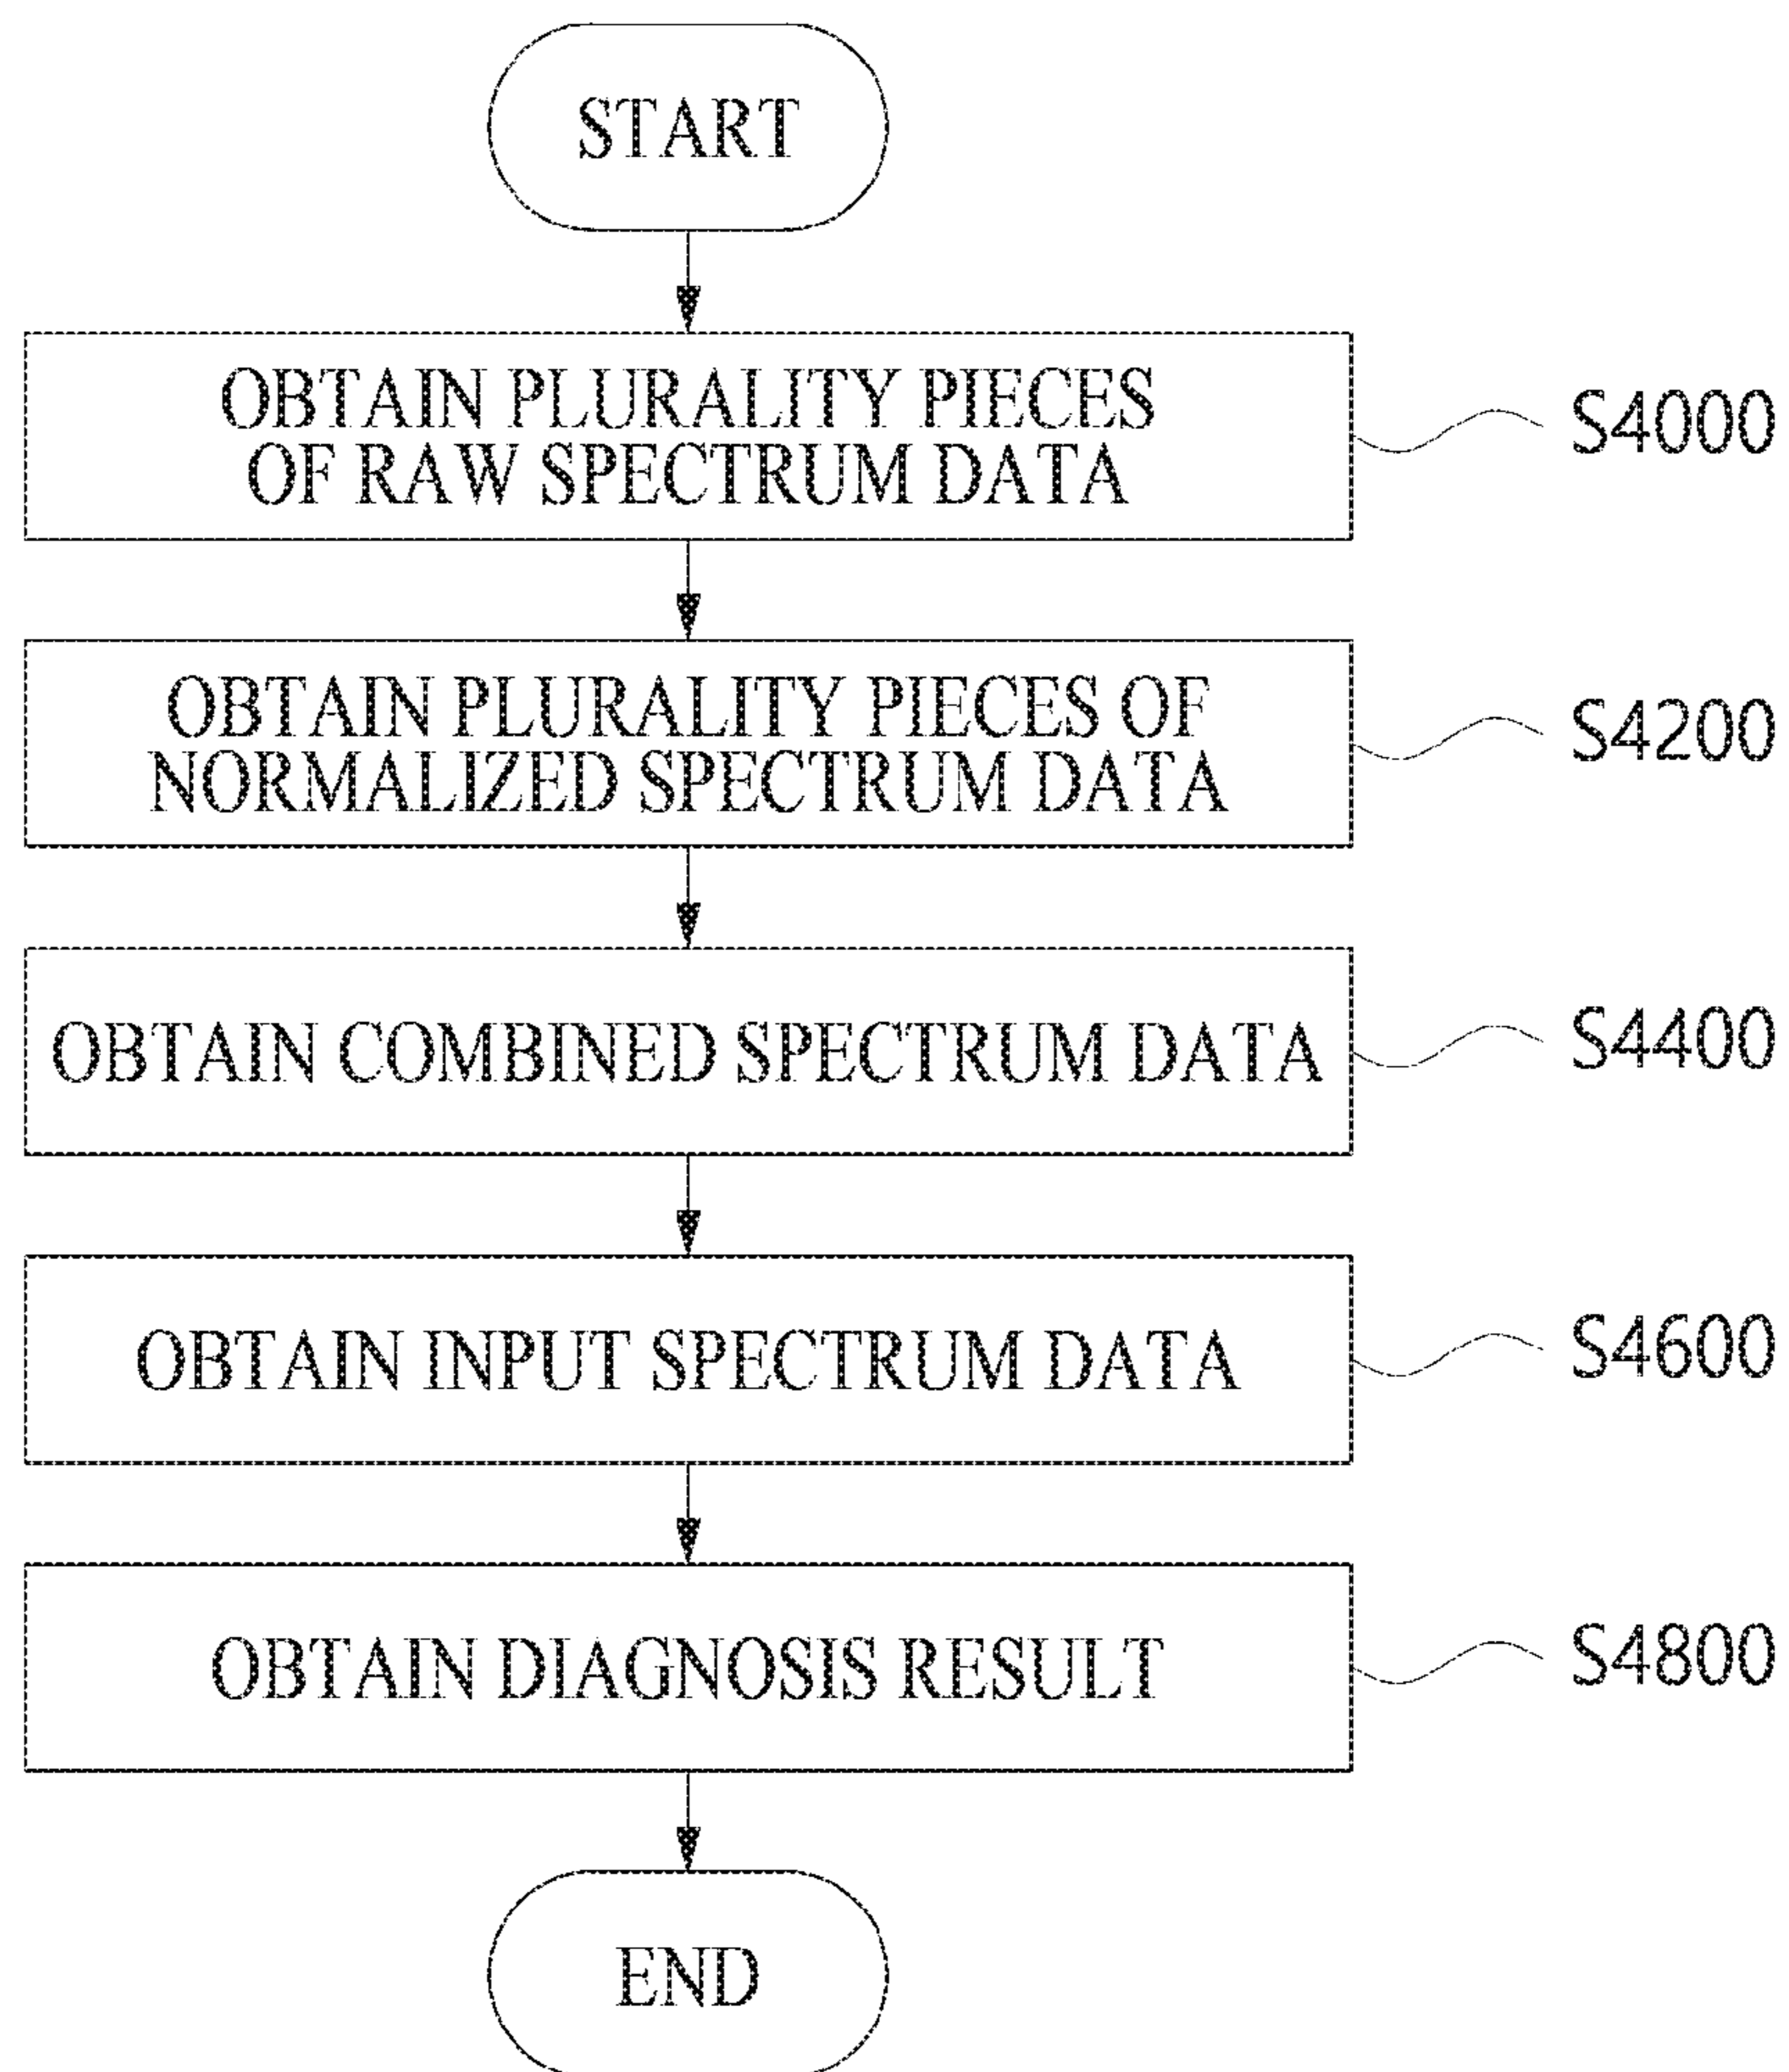 START
OBTAIN PLURALITY PIECES
OF RAW SPECTRUM DATA
S4000
OBTAIN PLURALITY PIECES OF
NORMALIZED SPECTRUM DATA
S4200
OBTAIN COMBINED SPECTRUM DATA
S4400
OBTAIN INPUT SPECTRUM DATA
S4600
OBTAIN DIAGNOSIS RESULT
S4800
END